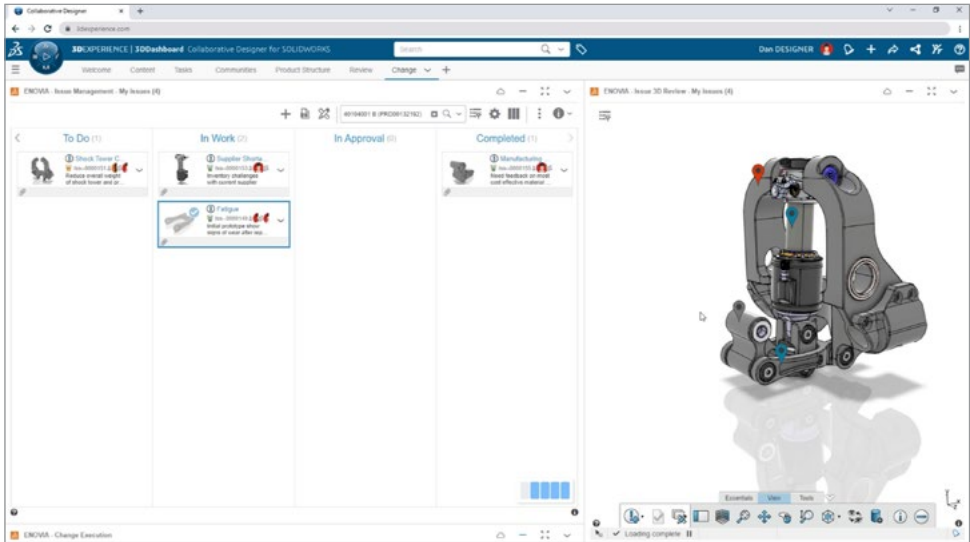 Collaborative Designer
3dexperience.com
3DEXPERIENCE | 3DDashboard Collaborative Designer for SOLIDWORKS
Search
Dan DESIGNER
Welcome
Content
Tasks
Communities
Product Structure
Review
Change
ENOVIA - Issue Management - My Issues (4)
ENOVIA - Issue 3D Review - My Issues (4)
To Do (1)
In Work (2)
In Approval (0)
Completed (1)
Shock Tower C...
Reduce overall weight
of shock tower and pr...
Supplier Shorta...
Inventory challenges
with current supplier
Manufacturing
Need feedback on most
cost effective material ...
Fatigue
Initial prototype show
signs of wear after rep...
Essentials
View
Tools
Loading complete
ENOVIA - Change Execution